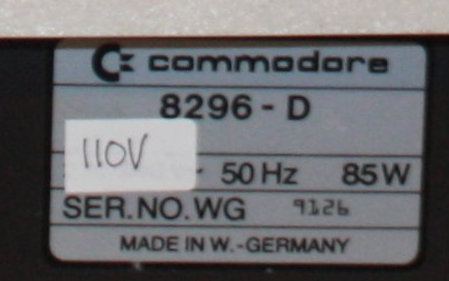 commodore
8296-D
110V
50 Hz 85W
SER.NO.WG 9126
MADE IN W.-GERMANY